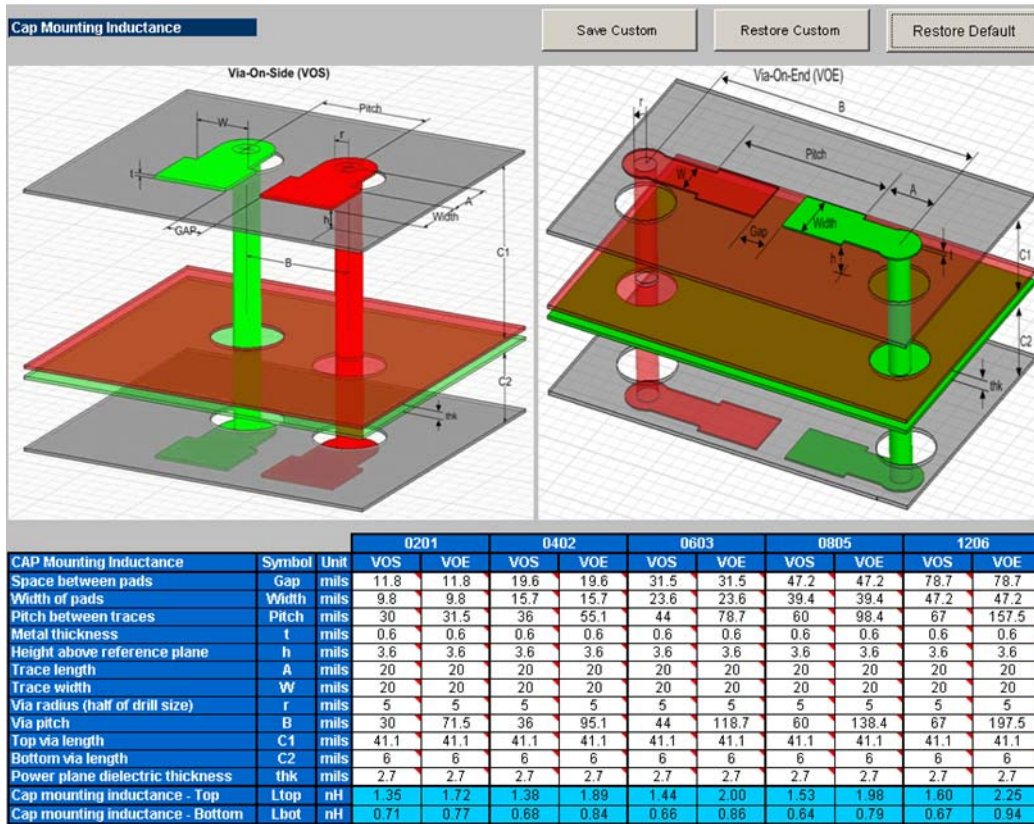 Cap Mounting Inductance
Save Custom
Restore Custom
Restore Default
Via-On-Side (VOS)
Pitch
W
r
t
A
Width
h
GAP
B
C1
C2
thk
Via-On-End (VOE)
r
B
Pitch
W
A
Width
Gap
h
t
C1
C2
thk
0201 0402 0603 0805 1206
CAP Mounting Inductance Symbol Unit VOS VOE VOS VOE VOS VOE VOS VOE VOS VOE
Space between pads Gap mils 11.8 11.8 19.6 19.6 31.5 31.5 47.2 47.2 78.7 78.7
Width of pads Width mils 9.8 9.8 15.7 15.7 23.6 23.6 39.4 39.4 47.2 47.2
Pitch between traces Pitch mils 30 31.5 36 55.1 44 78.7 60 98.4 67 157.5
Metal thickness t mils 0.6 0.6 0.6 0.6 0.6 0.6 0.6 0.6 0.6 0.6
Height above reference plane h mils 3.6 3.6 3.6 3.6 3.6 3.6 3.6 3.6 3.6 3.6
Trace length A mils 20 20 20 20 20 20 20 20 20 20
Trace width W mils 20 20 20 20 20 20 20 20 20 20
Via radius (half of drill size) r mils 5 5 5 5 5 5 5 5 5 5
Via pitch B mils 30 71.5 36 95.1 44 118.7 60 138.4 67 197.5
Top via length C1 mils 41.1 41.1 41.1 41.1 41.1 41.1 41.1 41.1 41.1 41.1
Bottom via length C2 mils 6 6 6 6 6 6 6 6 6 6
Power plane dielectric thickness thk mils 2.7 2.7 2.7 2.7 2.7 2.7 2.7 2.7 2.7 2.7
Cap mounting inductance - Top Ltop nH 1.35 1.72 1.38 1.89 1.44 2.00 1.53 1.98 1.60 2.25
Cap mounting inductance - Bottom Lbot nH 0.71 0.77 0.68 0.84 0.66 0.86 0.64 0.79 0.67 0.94